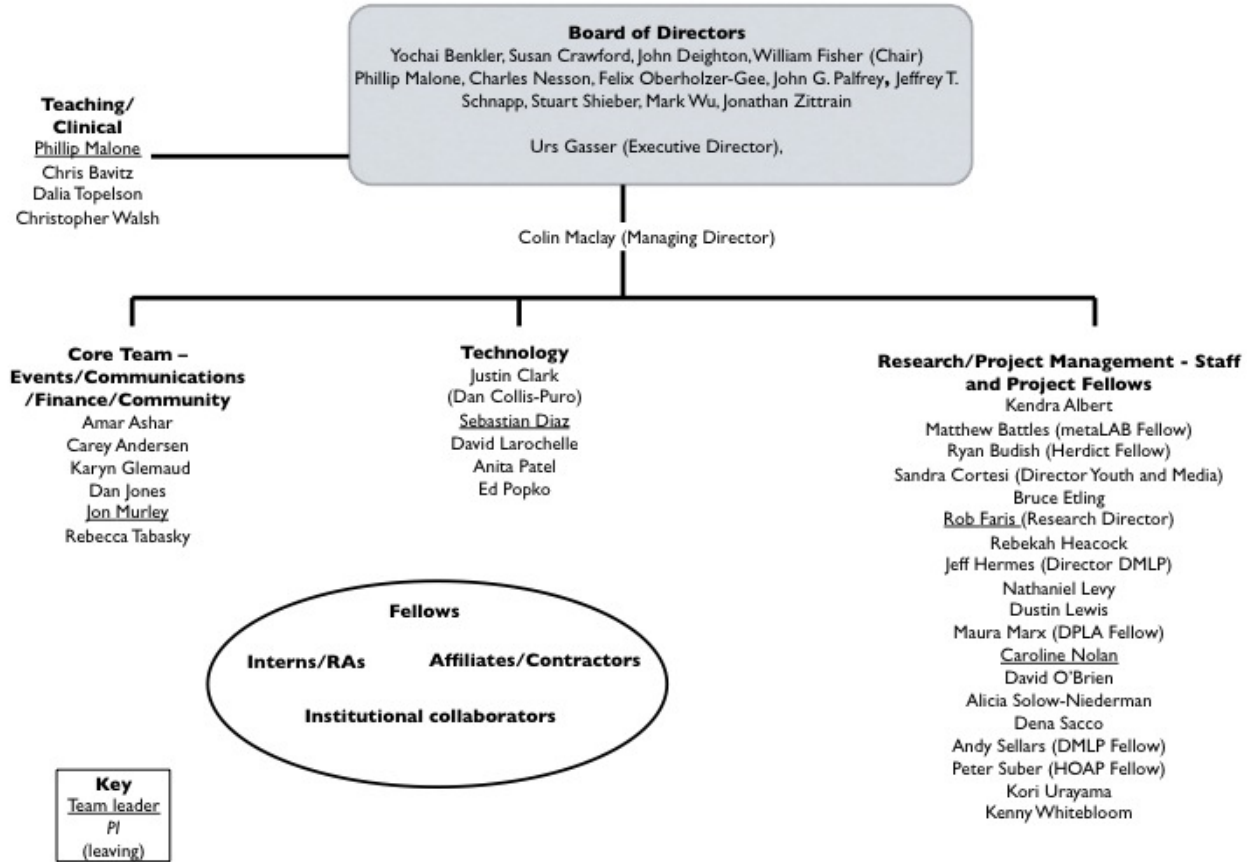 Board of Directors
Yochai Benkler, Susan Crawford, John Deighton, William Fisher (Chair)
Phillip Malone, Charles Nesson, Felix Oberholzer-Gee, John G. Palfrey, Jeffrey T.
Schnapp, Stuart Shieber, Mark Wu, Jonathan Zittrain
Urs Gasser (Executive Director),
Teaching/
Clinical
Phillip Malone
Chris Bavitz
Dalia Topelson
Christopher Walsh
Colin Maclay (Managing Director)
Core Team –
Events/Communications
/Finance/Community
Amar Ashar
Carey Andersen
Karyn Glemaud
Dan Jones
Jon Murley
Rebecca Tabasky
Technology
Justin Clark
(Dan Collis-Puro)
Sebastian Diaz
David Larochelle
Anita Patel
Ed Popko
Research/Project Management - Staff
and Project Fellows
Kendra Albert
Matthew Battles (metaLAB Fellow)
Ryan Budish (Herdict Fellow)
Sandra Cortesi (Director Youth and Media)
Bruce Etling
Rob Faris (Research Director)
Rebekah Heacock
Jeff Hermes (Director DMLP)
Nathaniel Levy
Dustin Lewis
Maura Marx (DPLA Fellow)
Caroline Nolan
David O'Brien
Alicia Solow-Niederman
Dena Sacco
Andy Sellars (DMLP Fellow)
Peter Suber (HOAP Fellow)
Kori Urayama
Kenny Whitebloom
Fellows
Interns/RAs
Affiliates/Contractors
Institutional collaborators
Key
Team leader
PI
(leaving)